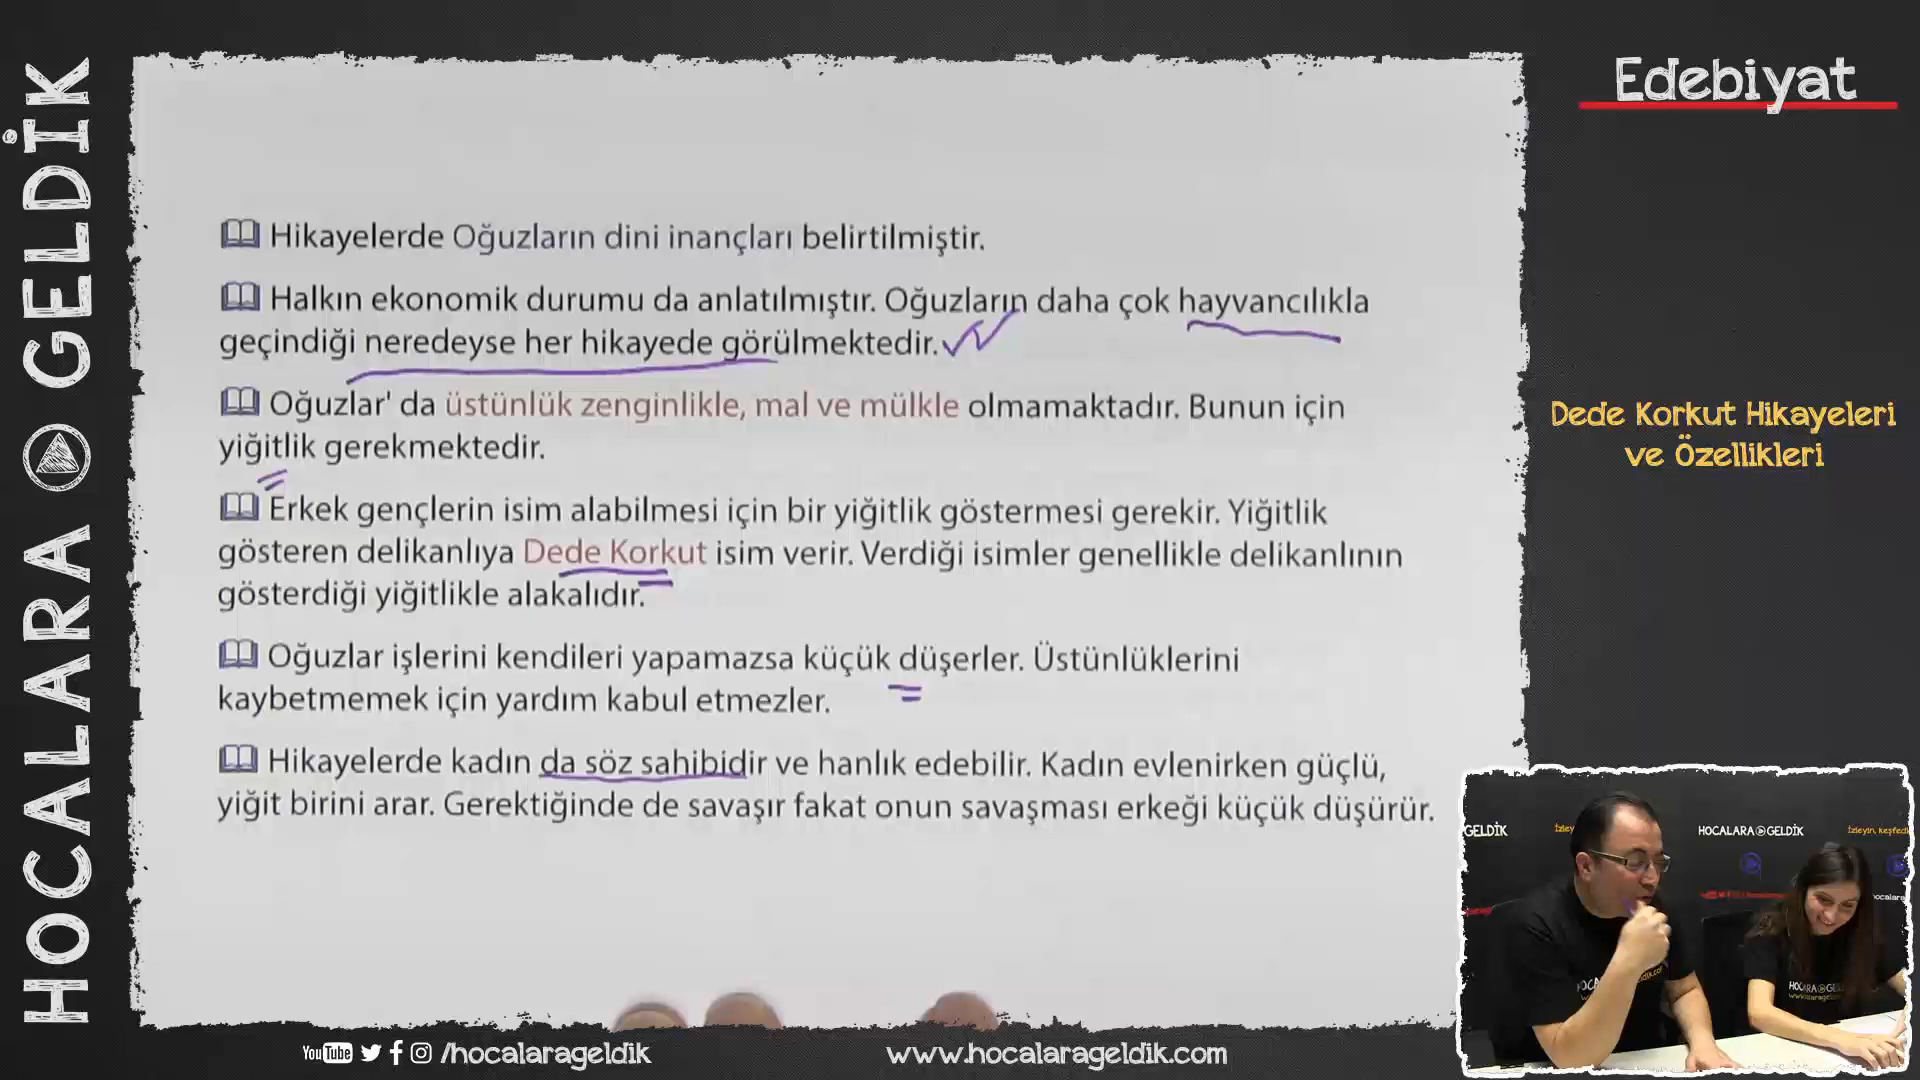 HOCALARA GELDİK
Edebiyat
Hikayelerde Oğuzların dini inançları belirtilmiştir.
Halkın ekonomik durumu da anlatılmıştır. Oğuzların daha çok hayvancılıkla
geçindiği neredeyse her hikayede görülmektedir.
Oğuzlar' da üstünlük zenginlikle, mal ve mülkle olmamaktadır. Bunun için
yiğitlik gerekmektedir.
Erkek gençlerin isim alabilmesi için bir yiğitlik göstermesi gerekir. Yiğitlik
gösteren delikanlıya Dede Korkut isim verir. Verdiği isimler genellikle delikanlının
gösterdiği yiğitlikle alakalıdır.
Oğuzlar işlerini kendileri yapamazsa küçük düşerler. Üstünlüklerini
kaybetmemek için yardım kabul etmezler.
Hikayelerde kadın da söz sahibidir ve hanlık edebilir. Kadın evlenirken güçlü,
yiğit birini arar. Gerektiğinde de savaşır fakat onun savaşması erkeği küçük düşürür.
Dede Korkut Hikayeleri
ve Özellikleri
GELDİK
HOCALARA GELDİK
YouTube /hocalarageldik
www.hocalarageldik.com